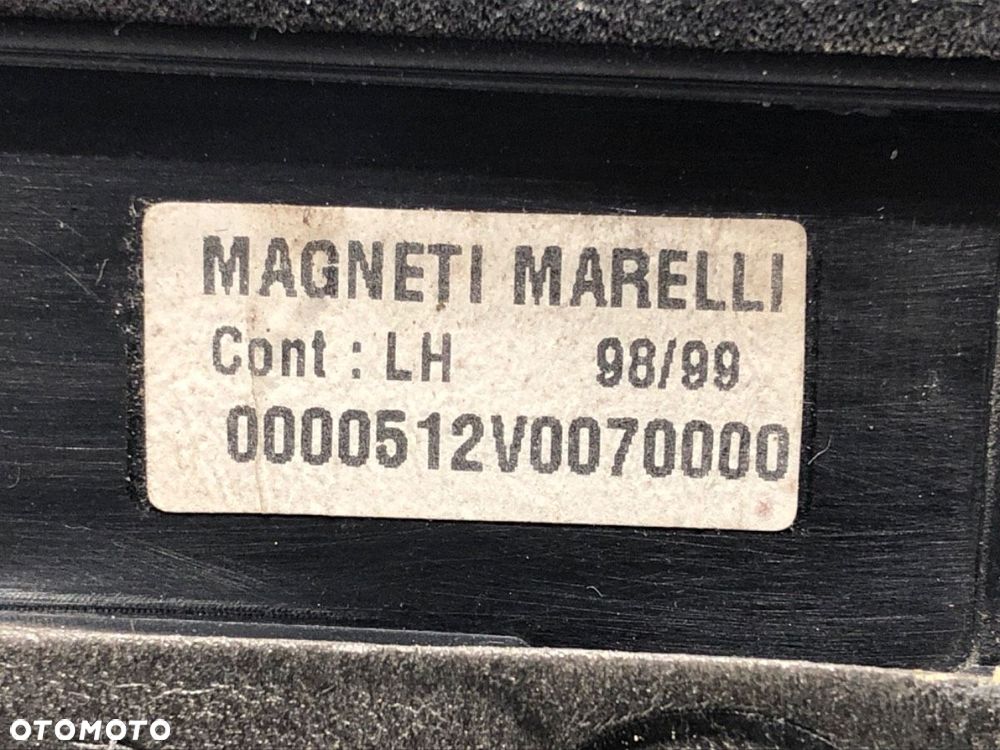 MAGNETI MARELLI
Cont : LH 98/99
0000512V0070000
OTOMOTO